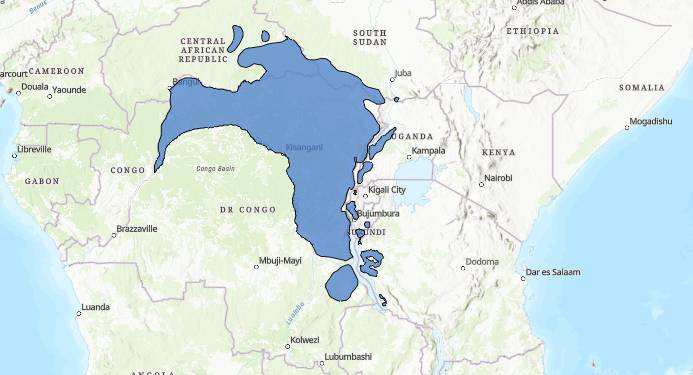 Benue
Addis Ababa
CENTRAL
AFRICAN
REPUBLIC
SOUTH
SUDAN
ETHIOPIA
arcourt
CAMEROON
Douala
Yaounde
Bangui
Juba
SOMALIA
Mogadishu
Libreville
Kisangani
UGANDA
Kampala
KENYA
CONGO
Congo Basin
GABON
Nairobi
Kigali City
DR CONGO
Bujumbura
BURUNDI
Brazzaville
Mbuji-Mayi
Dodoma
Dar es Salaam
Luanda
Kolwezi
Lubumbashi
ANGOLA